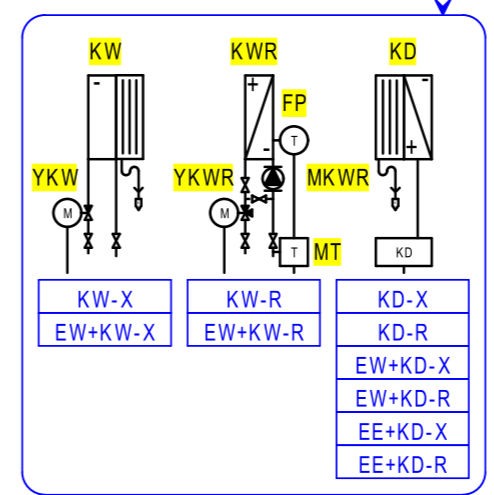 KW KWR KD
FP
T
YKW YKWR MKWR
M M
MT
T KD
KW-X KW-R KD-X
EW+KW-X EW+KW-R KD-R
EW+KD-X
EW+KD-R
EE+KD-X
EE+KD-R